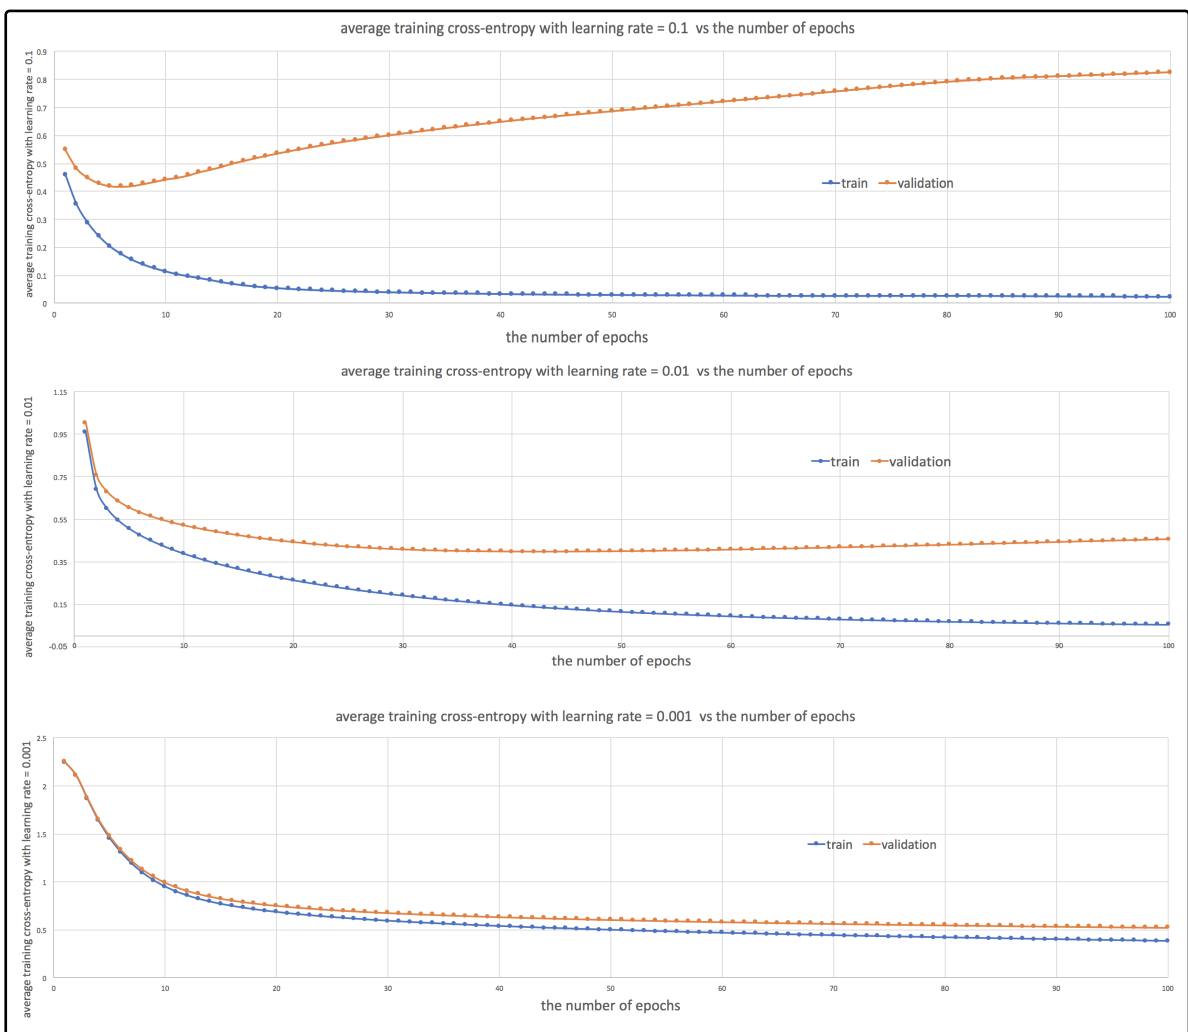 average training cross-entropy with learning rate = 0.1 vs the number of epochs
average training cross-entropy with learning rate = 0.1
0.9
0.8
0.7
0.6
0.5
0.4
0.3
0.2
0.1
0
train validation
0 10 20 30 40 50 60 70 80 90 100
the number of epochs
average training cross-entropy with learning rate = 0.01 vs the number of epochs
average training cross-entropy with learning rate = 0.01
1.15
0.95
0.75
0.55
0.35
0.15
-0.05
train validation
0 10 20 30 40 50 60 70 80 90 100
the number of epochs
average training cross-entropy with learning rate = 0.001 vs the number of epochs
average training cross-entropy with learning rate = 0.001
2.5
2
1.5
1
0.5
0
train validation
0 10 20 30 40 50 60 70 80 90 100
the number of epochs